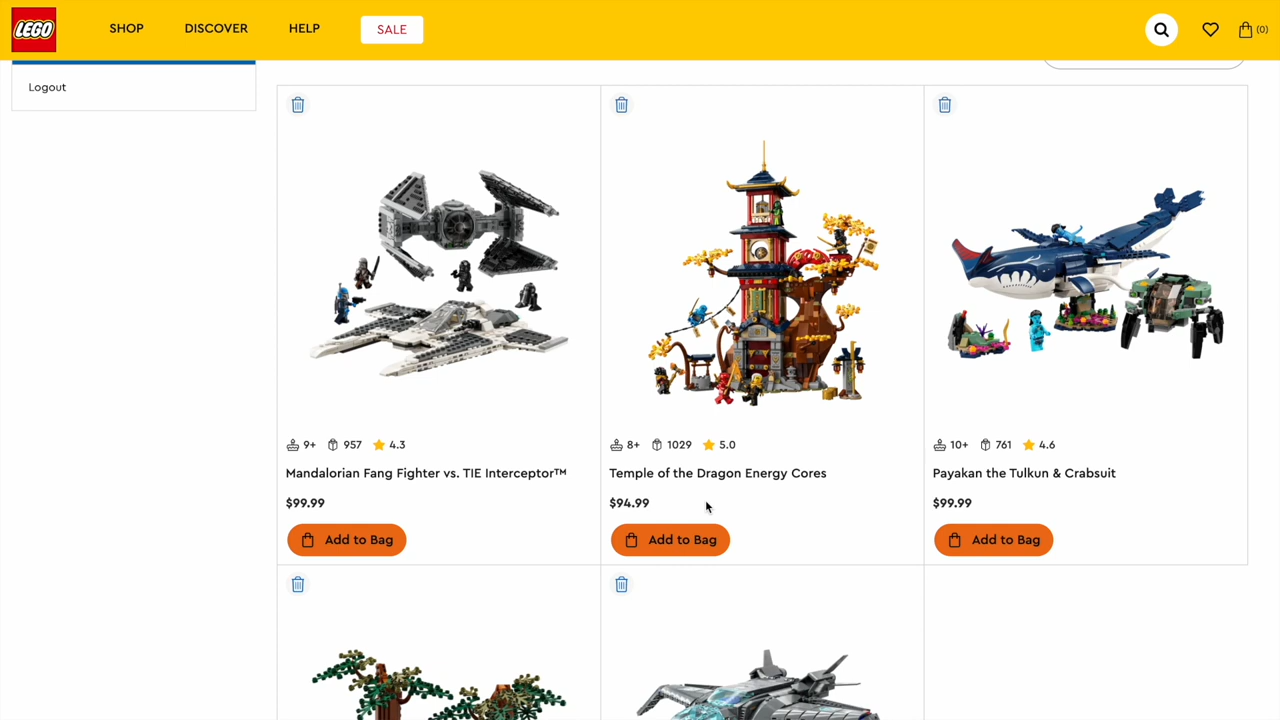 LEGO
SHOP
DISCOVER
HELP
SALE
(0)
Logout
9+ 957 4.3
Mandalorian Fang Fighter vs. TIE Interceptor™
$99.99
Add to Bag
8+ 1029 5.0
Temple of the Dragon Energy Cores
$94.99
Add to Bag
10+ 761 4.6
Payakan the Tulkun & Crabsuit
$99.99
Add to Bag